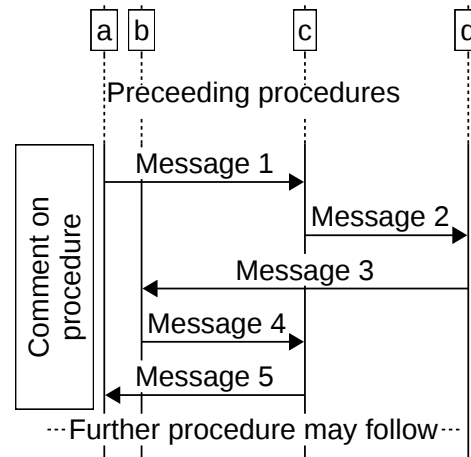 a b c d
Preceeding procedures
Message 1
Message 2
Message 3
Message 4
Message 5
Comment on
procedure
Further procedure may follow